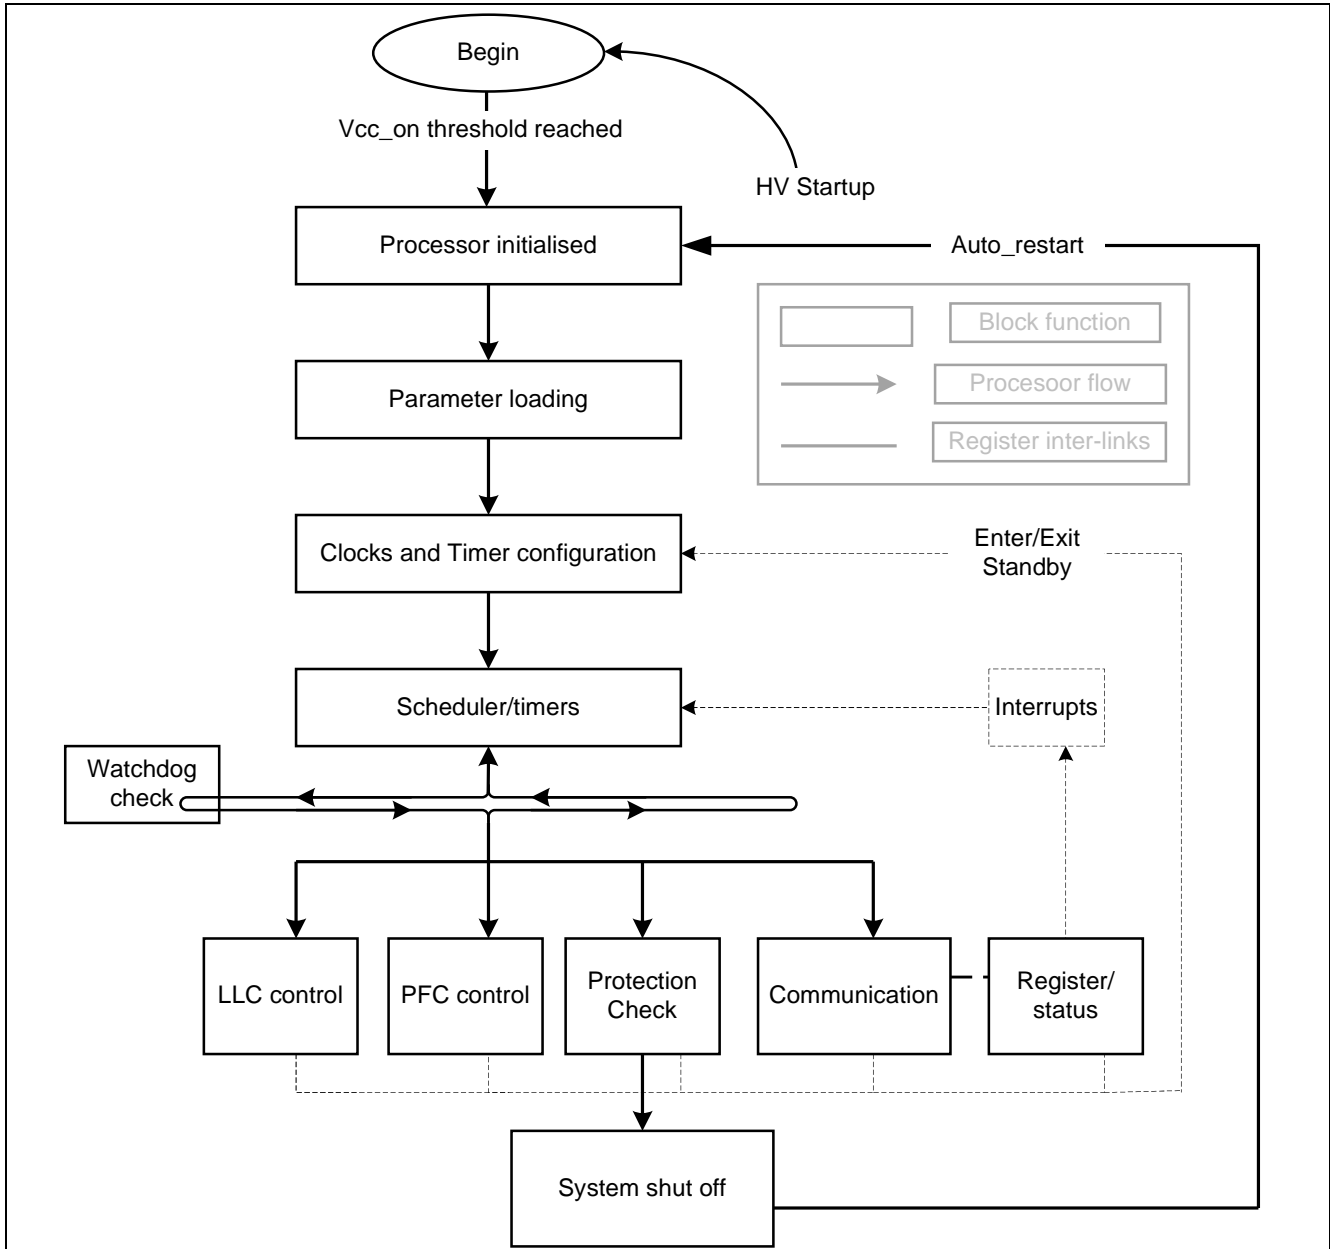 Begin
Vcc_on threshold reached
HV Startup
Processor initialised
Auto_restart
Block function
Parameter loading
Procesoor flow
Register inter-links
Clocks and Timer configuration
Enter/Exit
Standby
Scheduler/timers
Interrupts
Watchdog
check
LLC control
PFC control
Protection
Check
Communication
Register/
status
System shut off